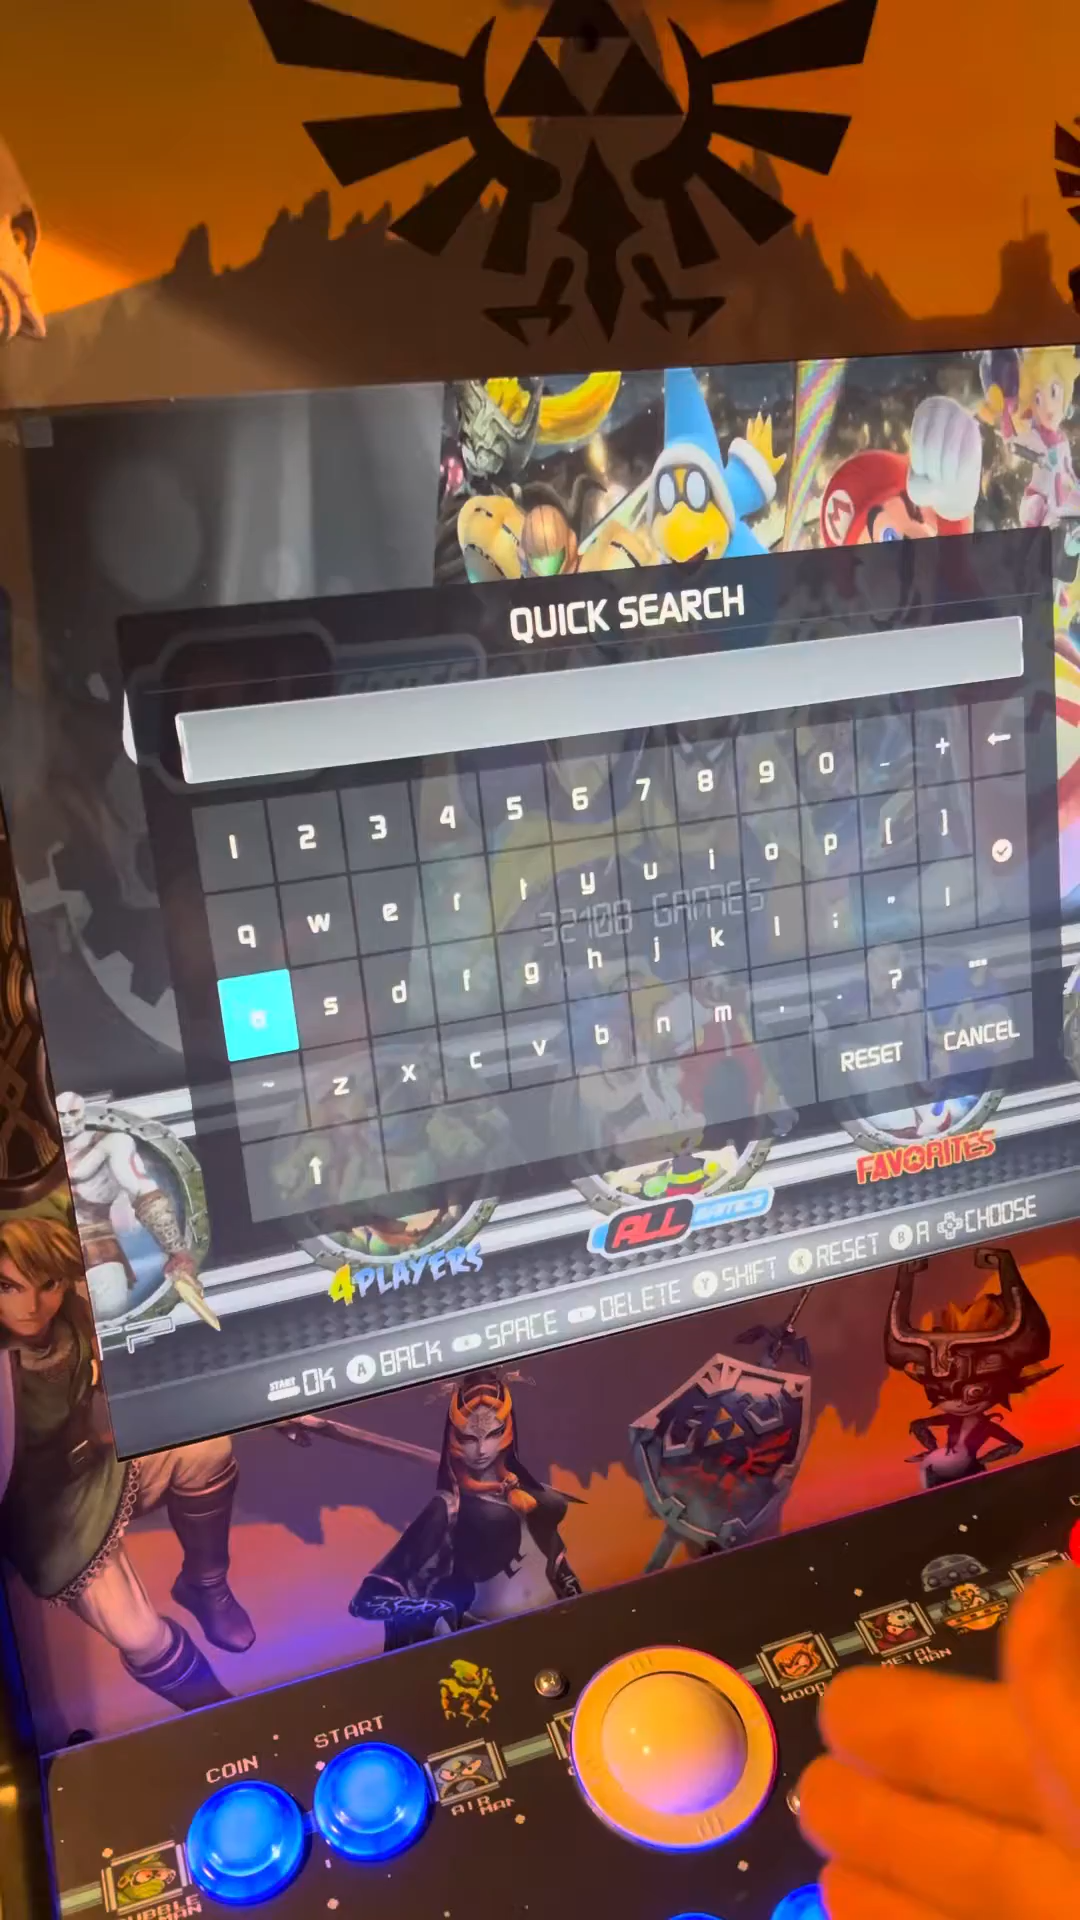 QUICK SEARCH
1 2 3 4 5 6 7 8 9 0 _ + ←
q w e r t y u i o p [ ]
32108 GAMES
a s d f g h j k l ; " |
~ z x c v b n m , . ?
↑ RESET CANCEL
4PLAYERS ALL GAMES FAVORITES
START OK A BACK SPACE DELETE Y SHIFT X RESET B A CHOOSE
COIN START
AIR MAN
METAL MAN
WOOD
BUBBLE MAN